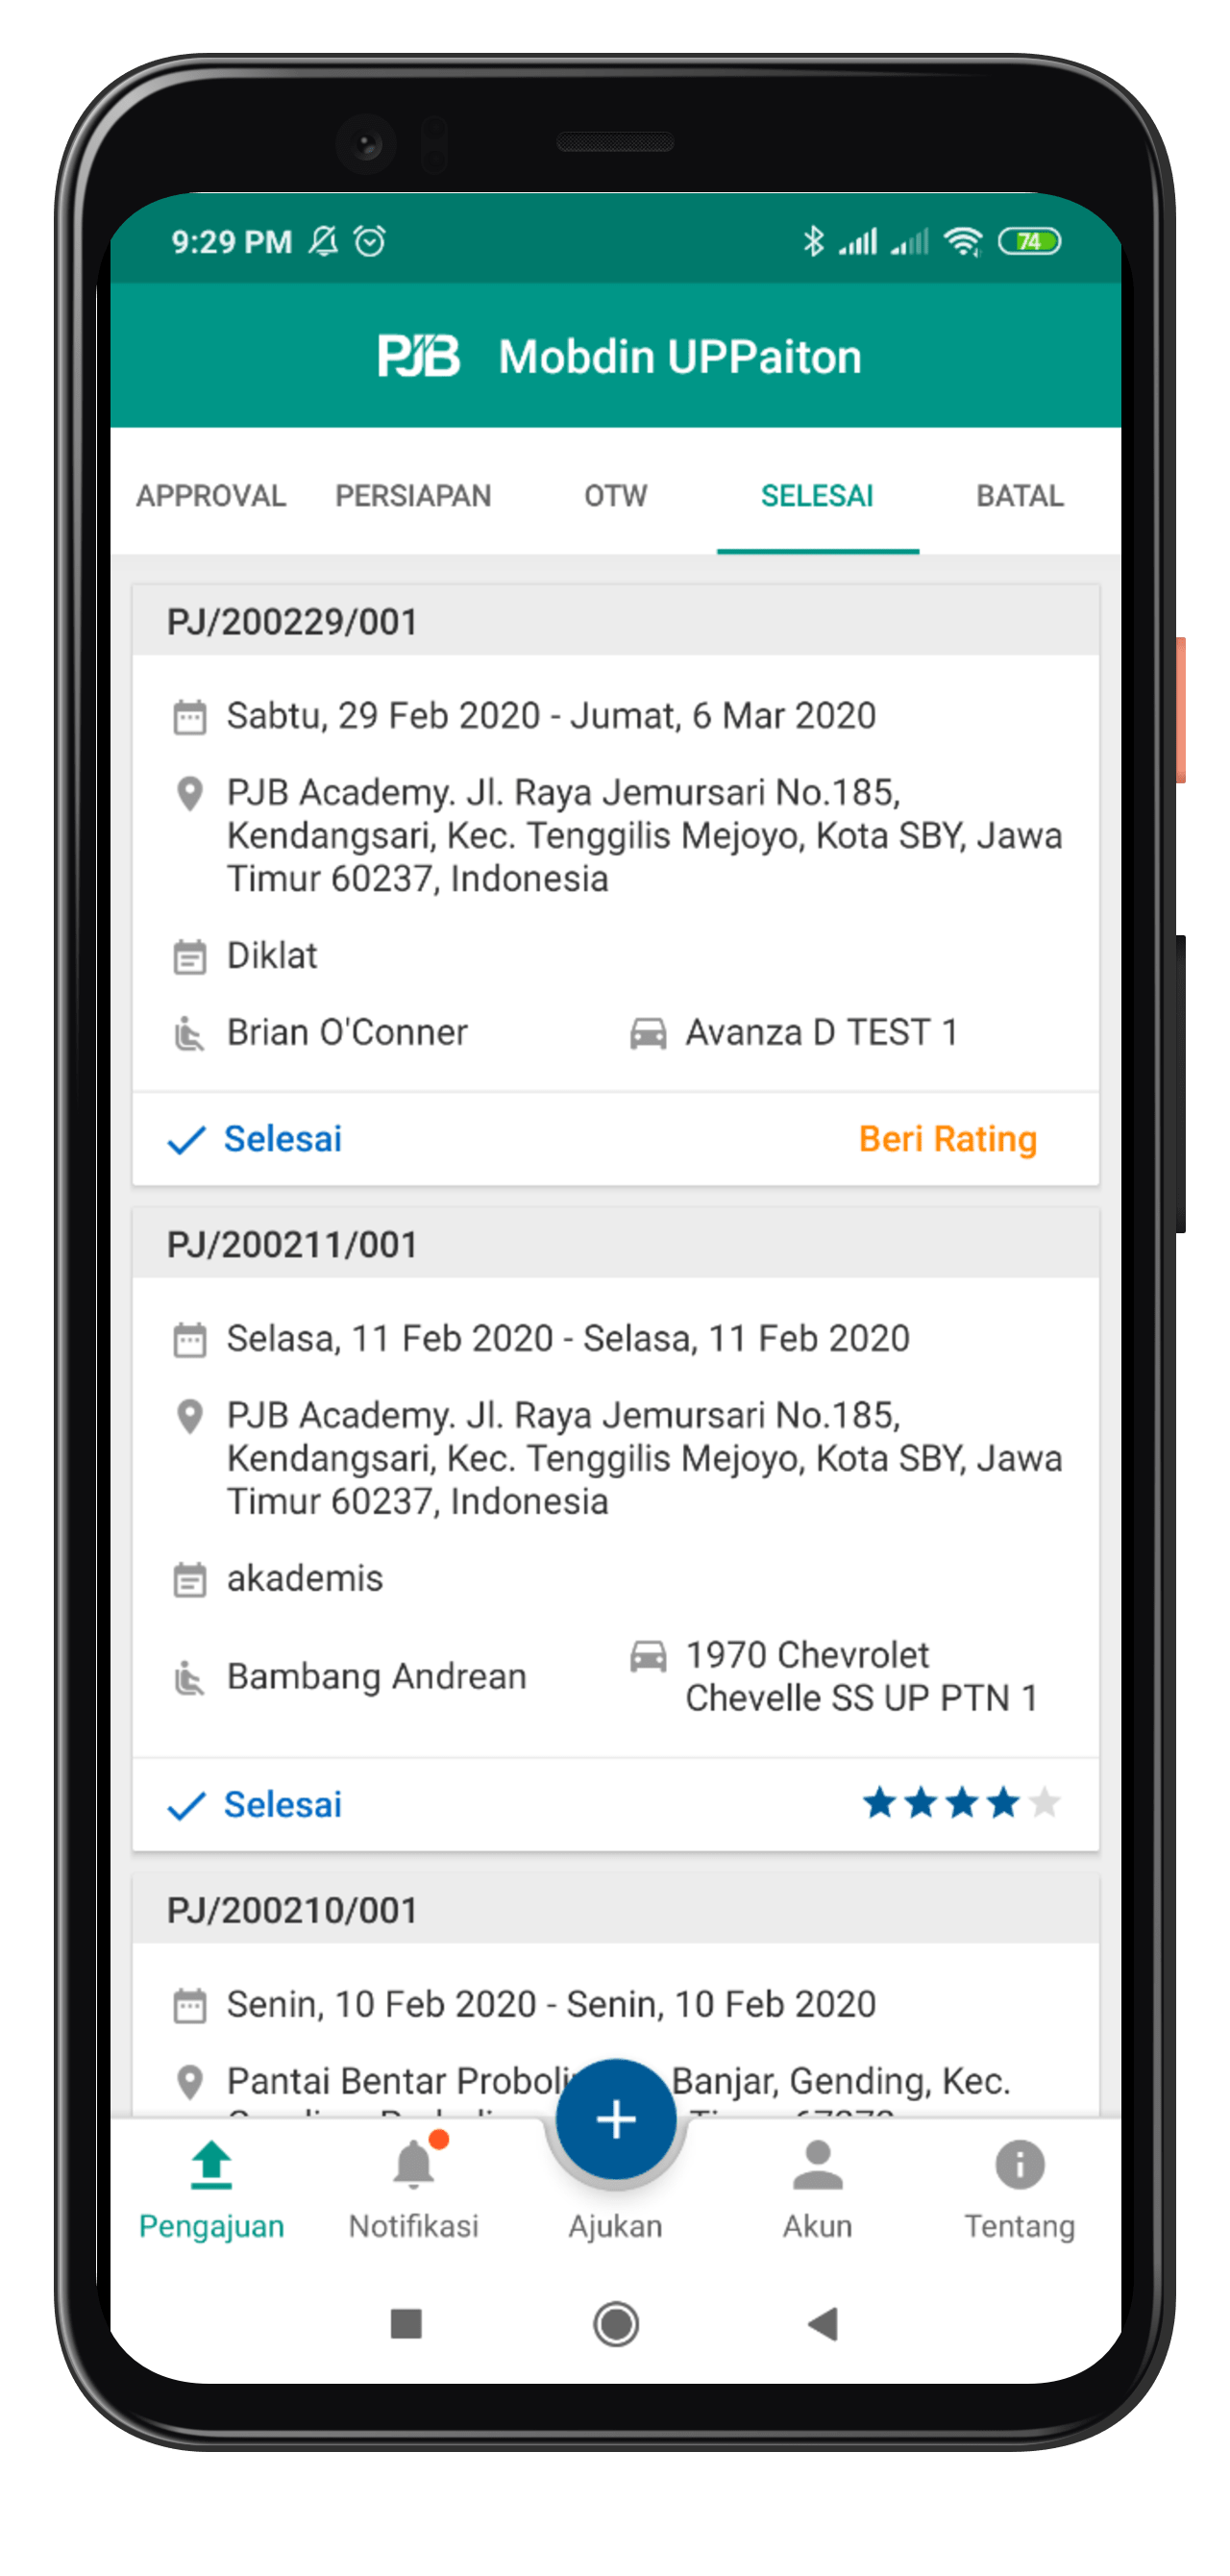 9:29 PM
74
PJB Mobdin UPPaiton
APPROVAL PERSIAPAN OTW SELESAI BATAL
PJ/200229/001
Sabtu, 29 Feb 2020 - Jumat, 6 Mar 2020
PJB Academy. Jl. Raya Jemursari No.185,
Kendangsari, Kec. Tenggilis Mejoyo, Kota SBY, Jawa
Timur 60237, Indonesia
Diklat
Brian O'Conner Avanza D TEST 1
Selesai Beri Rating
PJ/200211/001
Selasa, 11 Feb 2020 - Selasa, 11 Feb 2020
PJB Academy. Jl. Raya Jemursari No.185,
Kendangsari, Kec. Tenggilis Mejoyo, Kota SBY, Jawa
Timur 60237, Indonesia
akademis
Bambang Andrean
1970 Chevrolet
Chevelle SS UP PTN 1
Selesai
PJ/200210/001
Senin, 10 Feb 2020 - Senin, 10 Feb 2020
Pantai Bentar Banjar, Gending, Kec.
Pengajuan Notifikasi Ajukan Akun Tentang